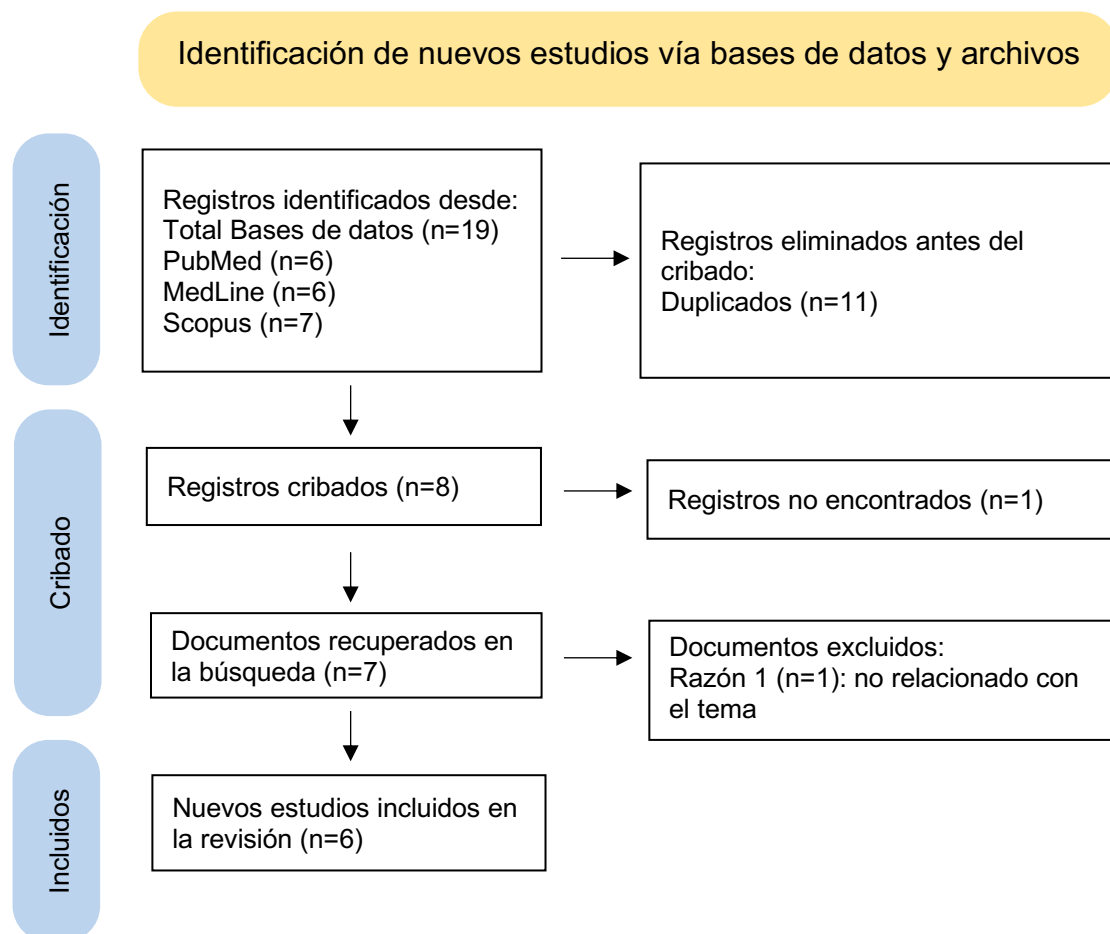 Identificación de nuevos estudios vía bases de datos y archivos
Identificación
Registros identificados desde:
Total Bases de datos (n=19)
PubMed (n=6)
MedLine (n=6)
Scopus (n=7)
Registros eliminados antes del
cribado:
Duplicados (n=11)
Cribado
Registros cribados (n=8)
Registros no encontrados (n=1)
Documentos recuperados en
la búsqueda (n=7)
Documentos excluidos:
Razón 1 (n=1): no relacionado con
el tema
Incluidos
Nuevos estudios incluidos en
la revisión (n=6)